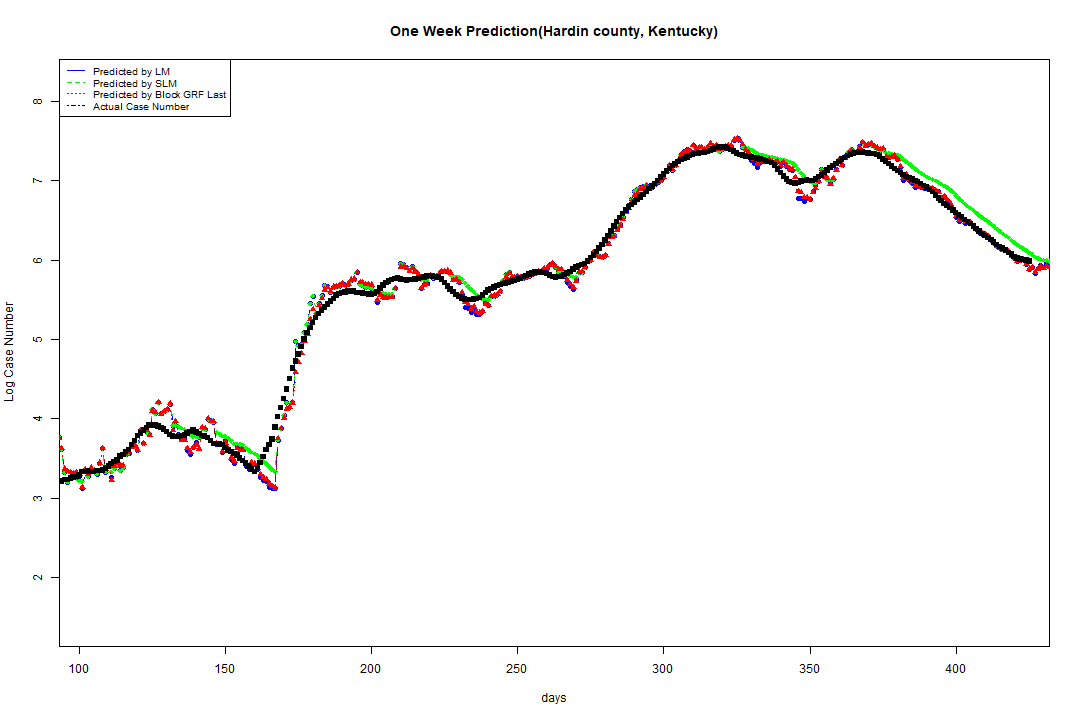 One Week Prediction(Hardin county, Kentucky)
Predicted by LM
Predicted by SLM
Predicted by Block GRF Last
Actual Case Number
8
7
6
5
4
3
2
Log Case Number
100 150 200 250 300 350 400
days